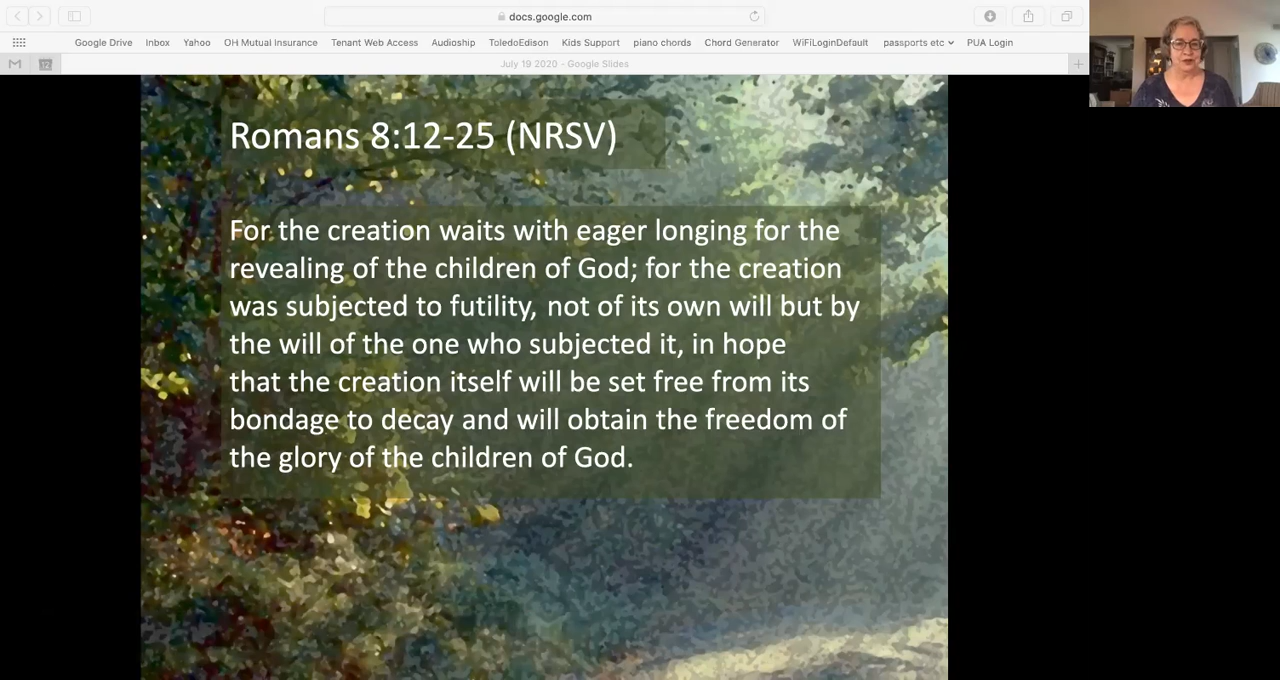 docs.google.com
Google Drive Inbox Yahoo OH Mutual Insurance Tenant Web Access Audioship ToledoEdison Kids Support piano chords Chord Generator WiFiLoginDefault passports etc PUA Login
12
July 19 2020 - Google Slides
Romans 8:12-25 (NRSV)
For the creation waits with eager longing for the
revealing of the children of God; for the creation
was subjected to futility, not of its own will but by
the will of the one who subjected it, in hope
that the creation itself will be set free from its
bondage to decay and will obtain the freedom of
the glory of the children of God.